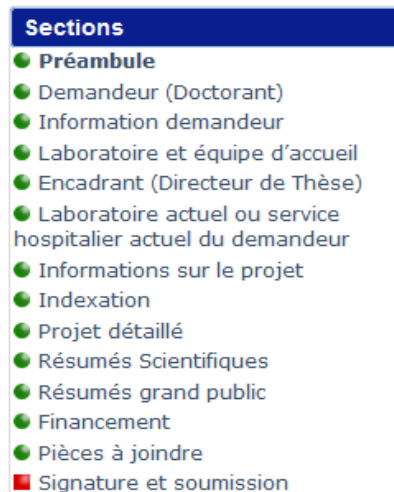 Sections
Préambule
Demandeur (Doctorant)
Information demandeur
Laboratoire et équipe d’accueil
Encadrant (Directeur de Thèse)
Laboratoire actuel ou service
hospitalier actuel du demandeur
Informations sur le projet
Indexation
Projet détaillé
Résumés Scientifiques
Résumés grand public
Financement
Pièces à joindre
Signature et soumission